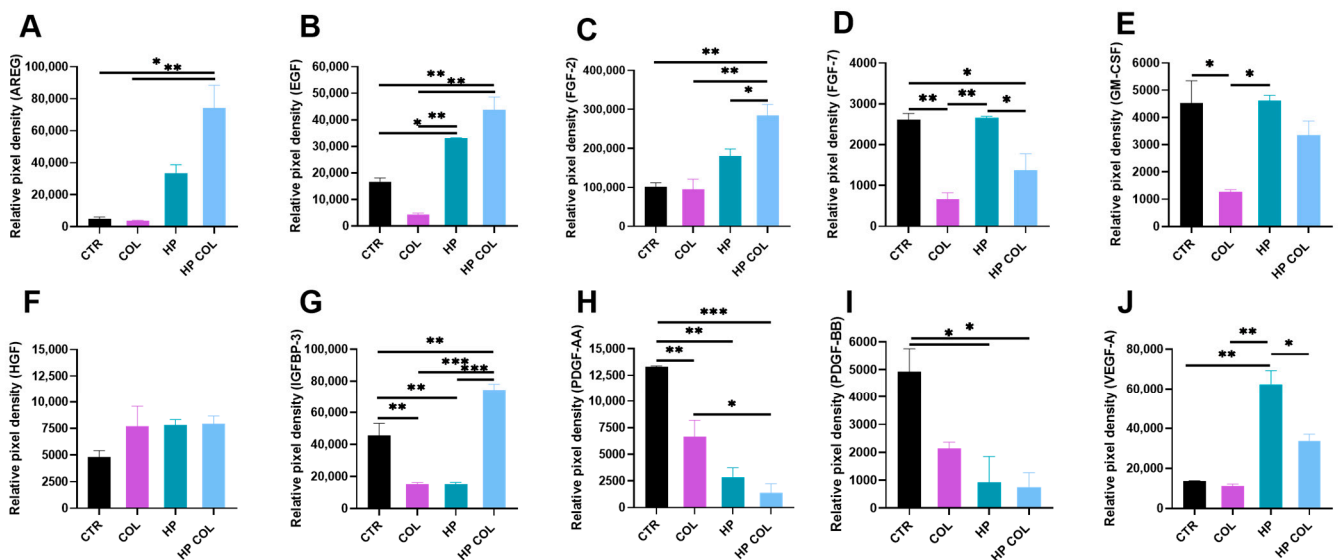 A
Relative pixel density (AREG)
100,000
80,000
60,000
40,000
20,000
0
*
**
CTR
COL
HP
HP COL
B
Relative pixel density (EGF)
60,000
50,000
40,000
30,000
20,000
10,000
0
**
**
**
*
CTR
COL
HP
HP COL
C
Relative pixel density (FGF-2)
400,000
300,000
200,000
100,000
0
**
**
*
CTR
COL
HP
HP COL
D
Relative pixel density (FGF-7)
4000
3000
2000
1000
0
*
**
**
*
CTR
COL
HP
HP COL
E
Relative pixel density (GM-CSF)
6000
5000
4000
3000
2000
1000
0
*
*
CTR
COL
HP
HP COL
F
Relative pixel density (HGF)
15,000
12,500
10,000
7500
5000
2500
0
CTR
COL
HP
HP COL
G
Relative pixel density (IGFBP-3)
100,000
80,000
60,000
40,000
20,000
0
**
***
***
**
**
CTR
COL
HP
HP COL
H
Relative pixel density (PDGF-AA)
15,000
12,500
10,000
7500
5000
2500
0
***
**
**
*
CTR
COL
HP
HP COL
I
Relative pixel density (PDGF-BB)
6000
5000
4000
3000
2000
1000
0
*
*
CTR
COL
HP
HP COL
J
Relative pixel density (VEGF-A)
80,000
60,000
40,000
20,000
0
**
**
*
CTR
COL
HP
HP COL